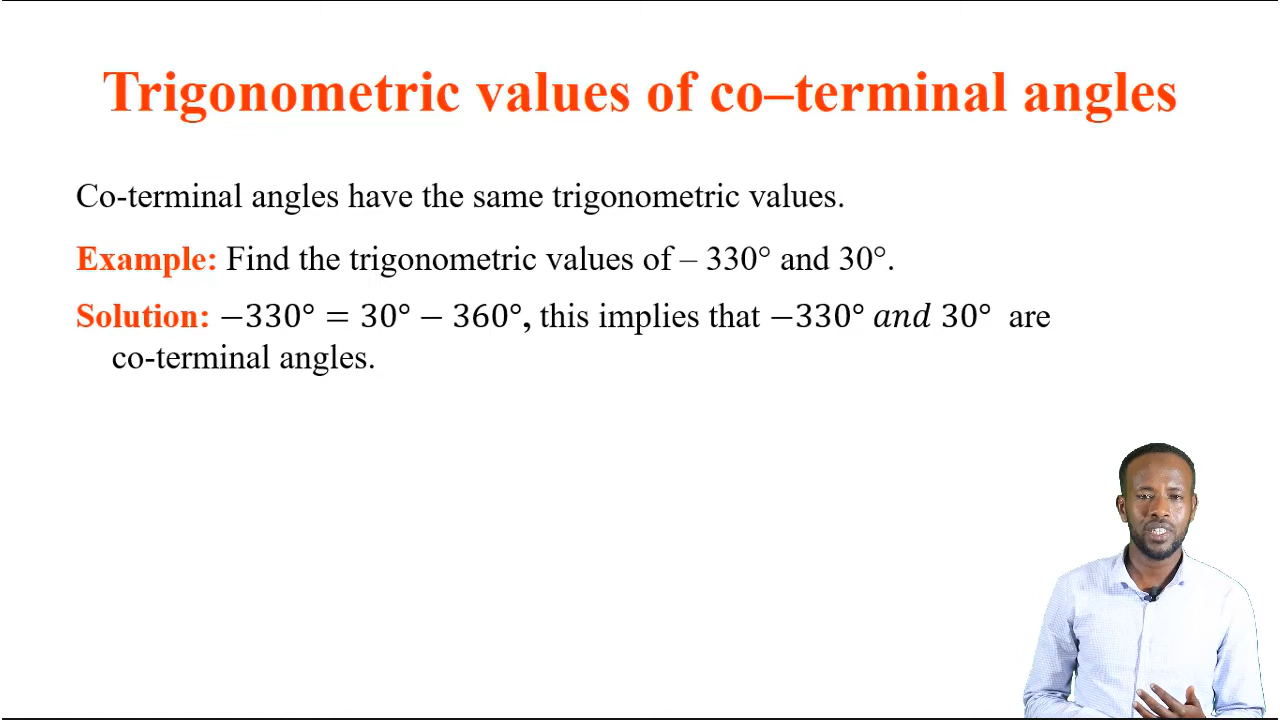 Trigonometric values of co–terminal angles
Co-terminal angles have the same trigonometric values.
Example: Find the trigonometric values of – 330° and 30°.
Solution: −330° = 30° − 360°, this implies that −330° and 30° are
co-terminal angles.